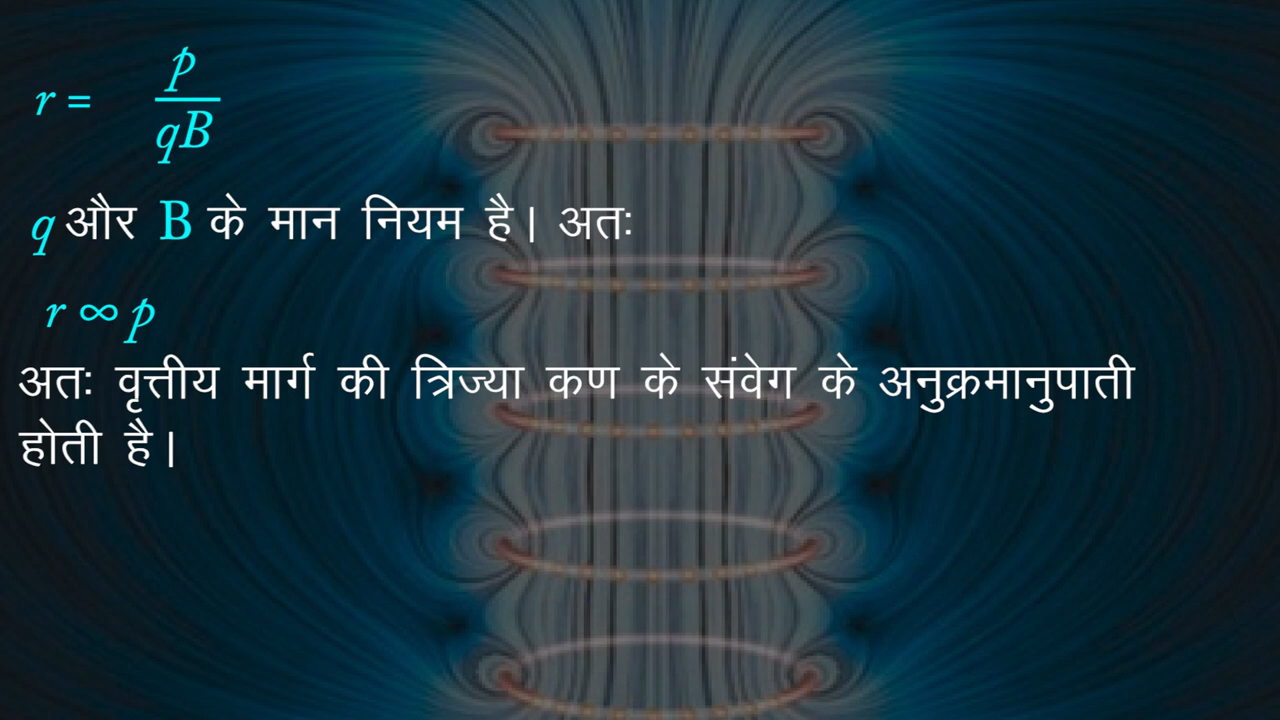 r = p/qB
q और B के मान नियम है। अतः
r ∞ p
अतः वृत्तीय मार्ग की त्रिज्या कण के संवेग के अनुक्रमानुपाती
होती है।